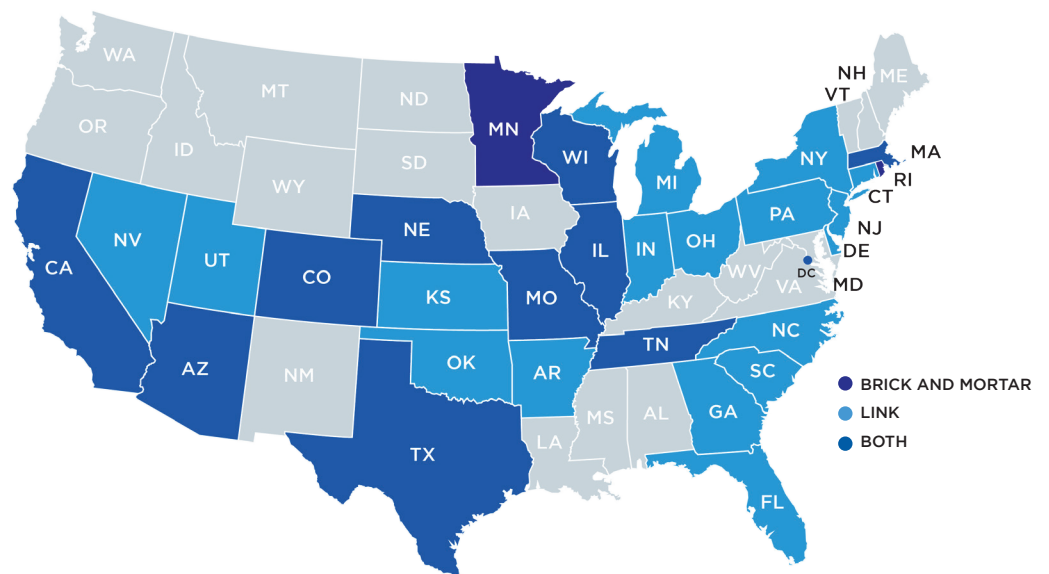 WA
MT
ND
MN
OR
ID
SD
WY
WI
MI
NH
VT
ME
NY
MA
RI
CT
IA
PA
NJ
DE
NE
NV
UT
CO
CA
IL
IN
OH
WV
DC
VA
MD
KS
MO
KY
NC
TN
AZ
NM
OK
AR
SC
MS
AL
GA
LA
TX
FL
BRICK AND MORTAR
LINK
BOTH